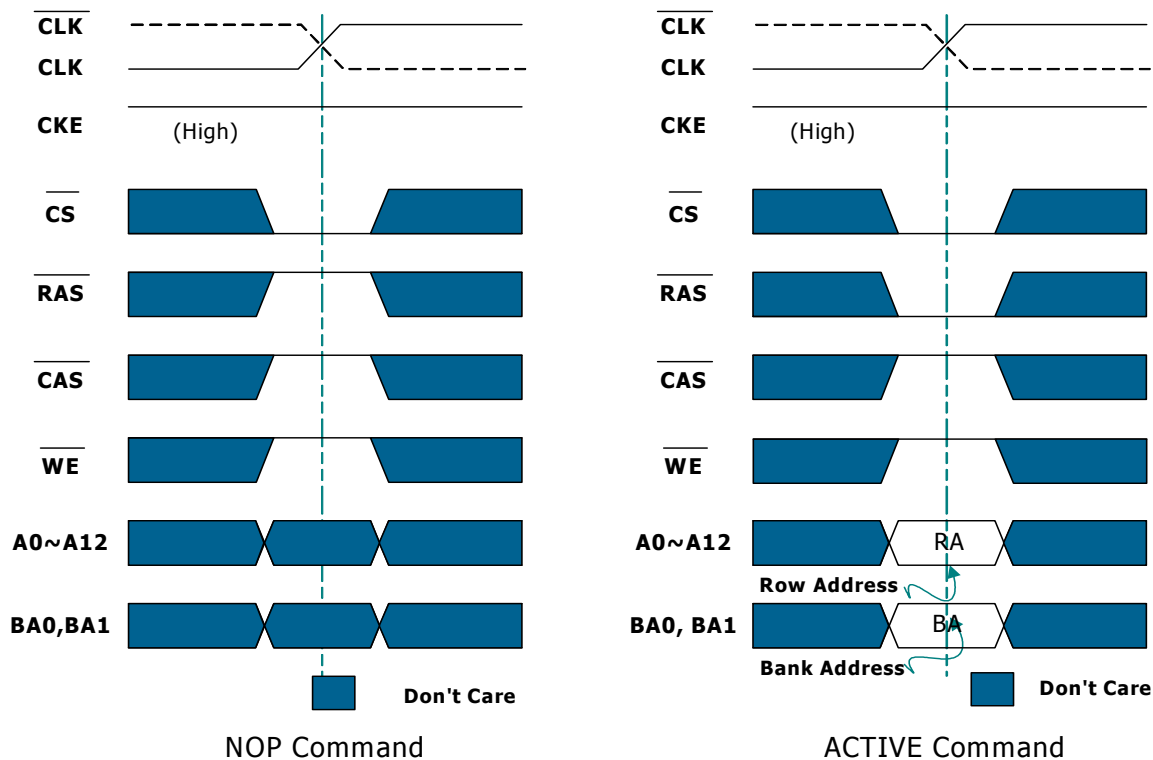 CLK
CLK
CKE
(High)
CS
RAS
CAS
WE
A0~A12
BA0,BA1
Don't Care
NOP Command
CLK
CLK
CKE
(High)
CS
RAS
CAS
WE
A0~A12
RA
Row Address
BA0, BA1
BA
Bank Address
Don't Care
ACTIVE Command